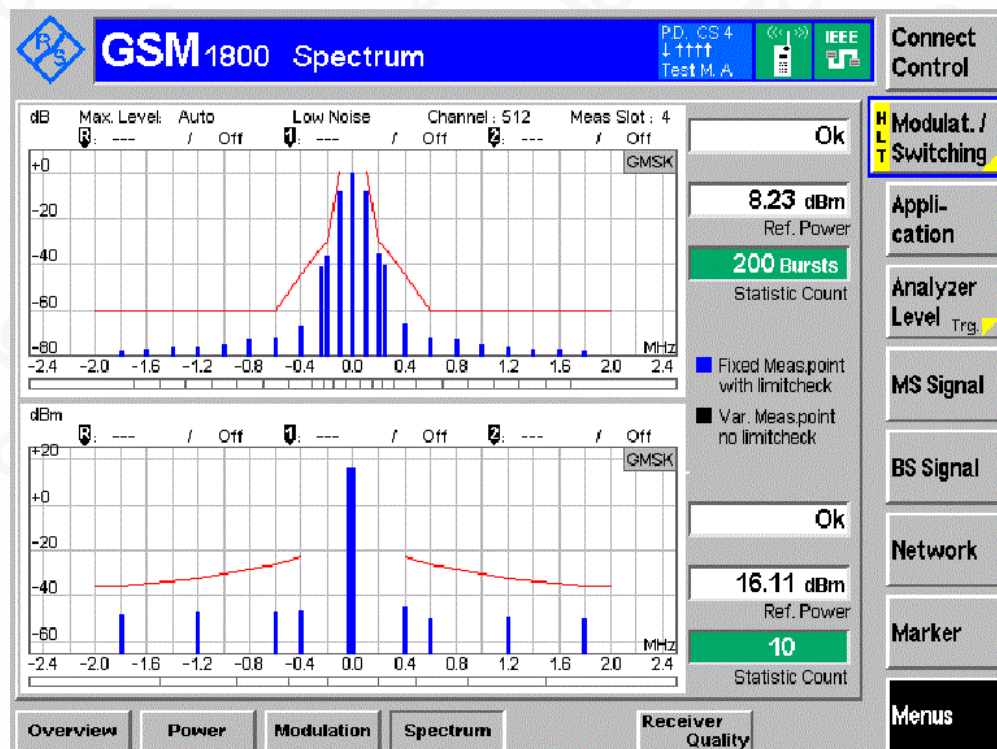 R/S
GSM 1800 Spectrum
P.D. CS 4
↓ ↑↑↑↑
Test M. A
IEEE
Connect
Control
dB Max. Level: Auto Low Noise Channel : 512 Meas Slot : 4
R: --- / Off 1: --- / Off 2: --- / Off
GMSK
+0
-20
-40
-60
-80
MHz
-2.4 -2.0 -1.6 -1.2 -0.8 -0.4 0.0 0.4 0.8 1.2 1.6 2.0 2.4
Ok
8.23 dBm
Ref. Power
200 Bursts
Statistic Count
Fixed Meas.point
with limitcheck
Var. Meas.point
no limitcheck
dBm
R: --- / Off 1: --- / Off 2: --- / Off
GMSK
+20
+0
-20
-40
-60
MHz
-2.4 -2.0 -1.6 -1.2 -0.8 -0.4 0.0 0.4 0.8 1.2 1.6 2.0 2.4
Ok
16.11 dBm
Ref. Power
10
Statistic Count
HLT
Modulat. /
Switching
Appli-
cation
Analyzer
Level Trg.
MS Signal
BS Signal
Network
Marker
Menus
Overview Power Modulation Spectrum Receiver
Quality